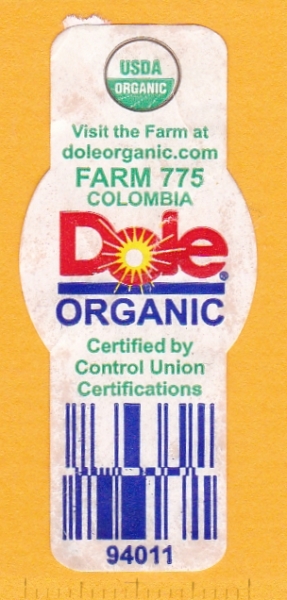 USDA
ORGANIC
Visit the Farm at
doleorganic.com
FARM 775
COLOMBIA
Dole®
ORGANIC
Certified by
Control Union
Certifications
94011